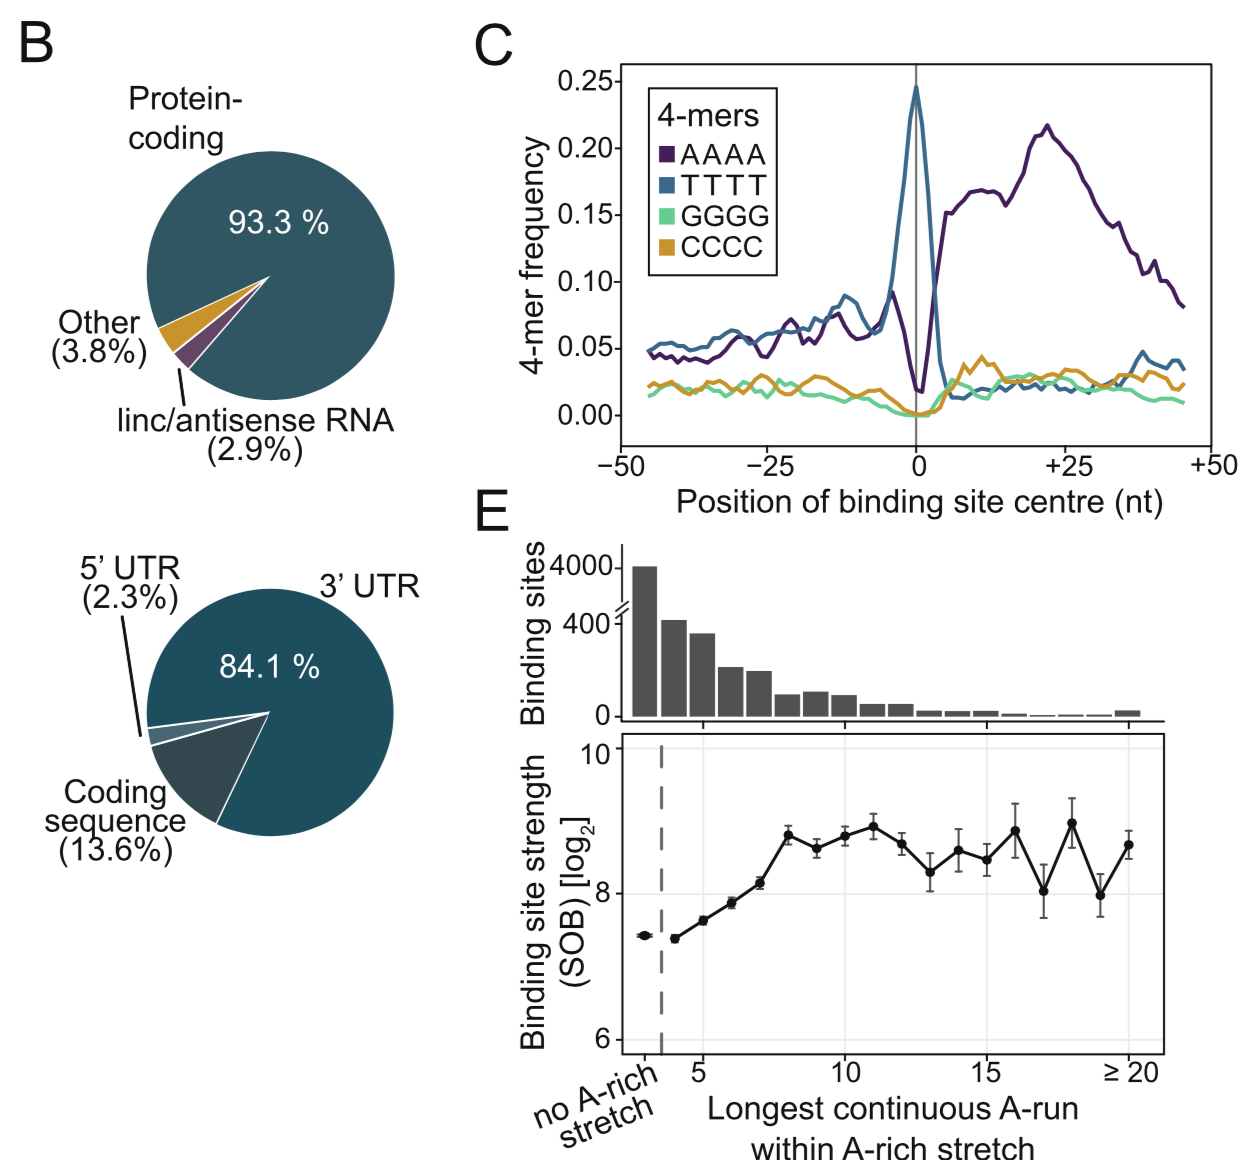 B
Protein-
coding
93.3 %
Other
(3.8%)
linc/antisense RNA
(2.9%)
5’ UTR
(2.3%)
3’ UTR
84.1 %
Coding
sequence
(13.6%)
C
4-mer frequency
0.25
0.20
0.15
0.10
0.05
0.00
4-mers
AAAA
TTTT
GGGG
CCCC
−50
−25
0
+25
+50
Position of binding site centre (nt)
E
Binding sites
4000
400
0
Binding site strength
(SOB) [log2]
10
8
6
no A-rich
stretch
5
10
15
≥ 20
Longest continuous A-run
within A-rich stretch